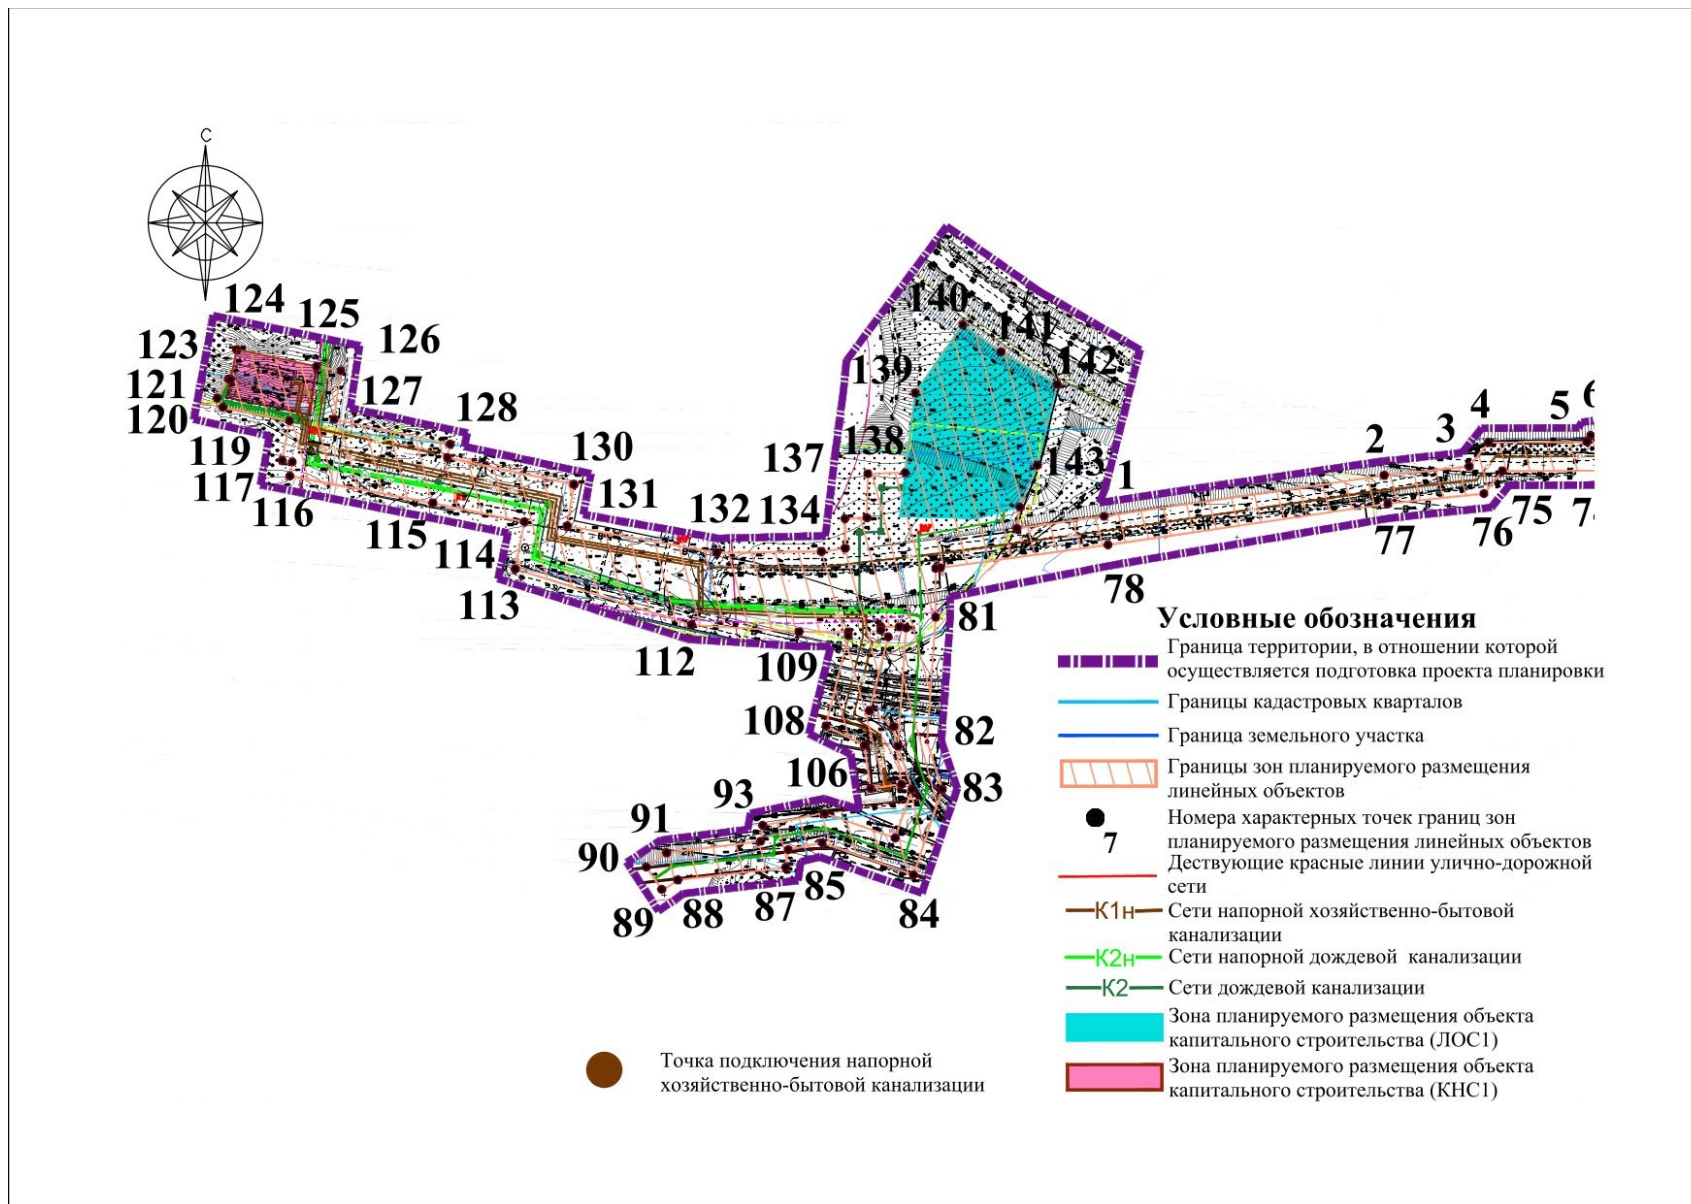 С
124
125
123
126
121
127
120
128
119
130
117
131
116
132
115
134
114
137
113
138
112
139
109
140
141
142
143
1
2
3
4
5
6
75
76
77
78
81
108
82
106
83
93
91
90
85
89
88
87
84
Условные обозначения
Граница территории, в отношении которой
осуществляется подготовка проекта планировки
Границы кадастровых кварталов
Граница земельного участка
Границы зон планируемого размещения
линейных объектов
7
Номера характерных точек границ зон
планируемого размещения линейных объектов
Дествующие красные линии улично-дорожной
сети
К1н
Сети напорной хозяйственно-бытовой
канализации
К2н
Сети напорной дождевой канализации
К2
Сети дождевой канализации
Зона планируемого размещения объекта
капитального строительства (ЛОС1)
Зона планируемого размещения объекта
капитального строительства (КНС1)
Точка подключения напорной
хозяйственно-бытовой канализации